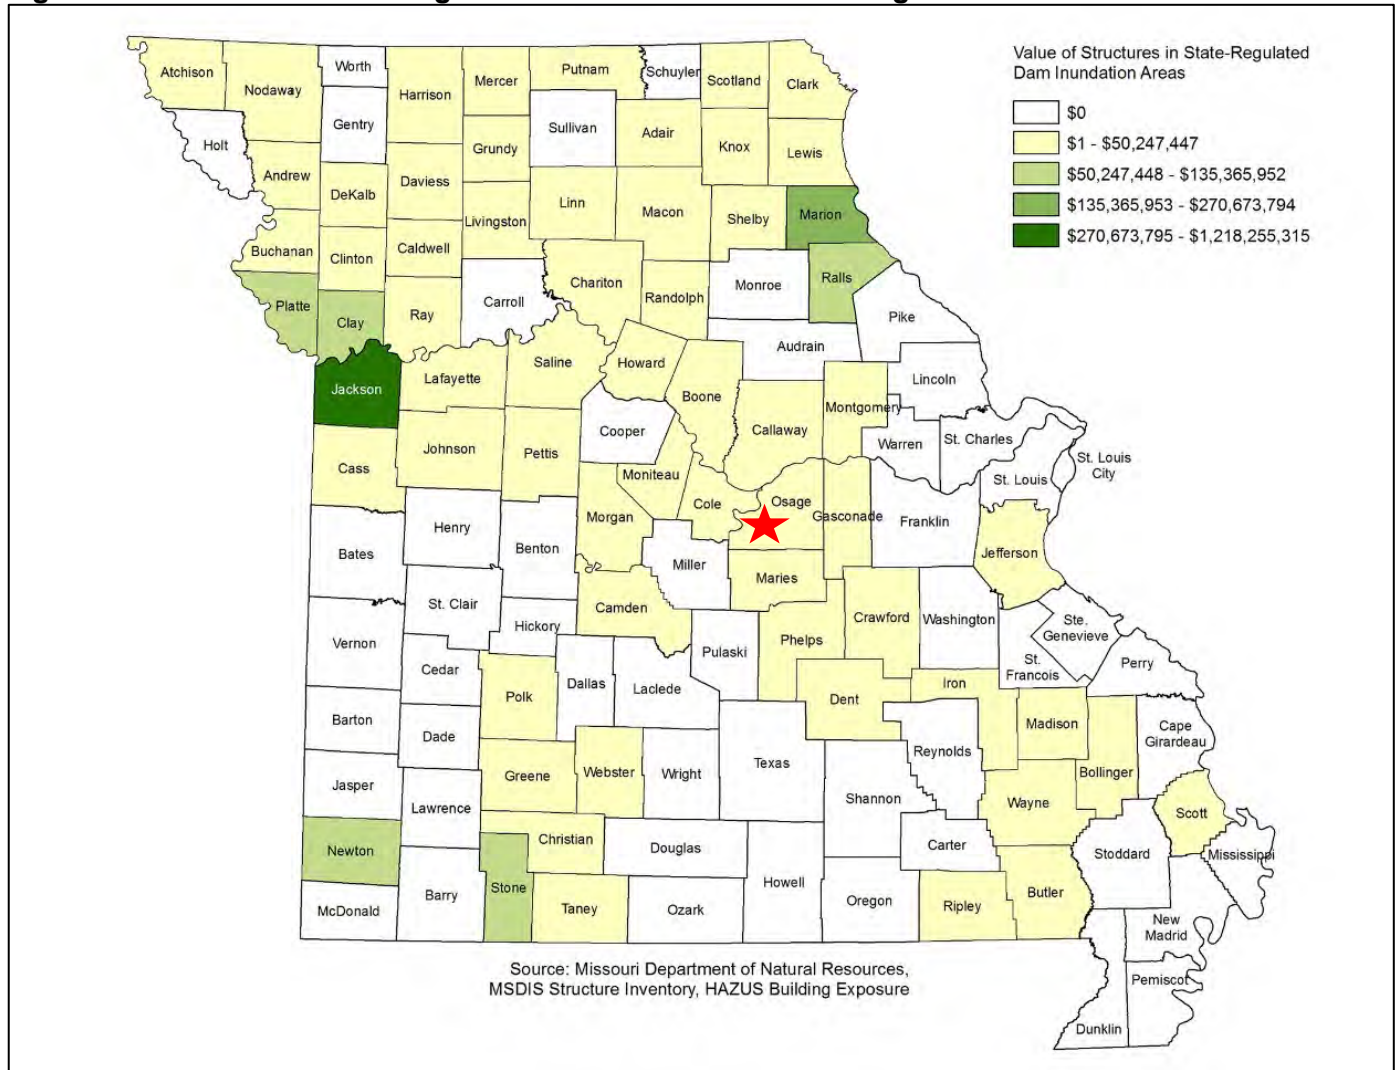 Value of Structures in State-Regulated
Dam Inundation Areas
$0
$1 - $50,247,447
$50,247,448 - $135,365,952
$135,365,953 - $270,673,794
$270,673,795 - $1,218,255,315
Atchison
Nodaway
Worth
Harrison
Mercer
Putnam
Schuyler
Scotland
Clark
Holt
Gentry
Sullivan
Adair
Knox
Lewis
Grundy
Andrew
DeKalb
Daviess
Livingston
Linn
Macon
Shelby
Marion
Buchanan
Clinton
Caldwell
Chariton
Randolph
Monroe
Ralls
Platte
Clay
Ray
Carroll
Pike
Audrain
Jackson
Lafayette
Saline
Howard
Boone
Lincoln
Montgomery
Callaway
Cooper
Warren
St. Charles
Cass
Johnson
Pettis
Moniteau
St. Louis
City
St. Louis
Morgan
Cole
Osage
Gasconade
Franklin
Henry
Benton
Bates
Miller
Maries
Jefferson
St. Clair
Camden
Crawford
Washington
Ste.
Genevieve
Hickory
Vernon
Cedar
Pulaski
Phelps
St.
Francois
Perry
Polk
Dallas
Laclede
Dent
Iron
Barton
Dade
Madison
Cape
Girardeau
Reynolds
Texas
Jasper
Greene
Webster
Wright
Bollinger
Shannon
Wayne
Lawrence
Scott
Newton
Christian
Douglas
Carter
Stoddard
Mississippi
Stone
Howell
Barry
Butler
McDonald
Taney
Ozark
Oregon
Ripley
New
Madrid
Pemiscot
Dunklin
Source: Missouri Department of Natural Resources,
MSDIS Structure Inventory, HAZUS Building Exposure